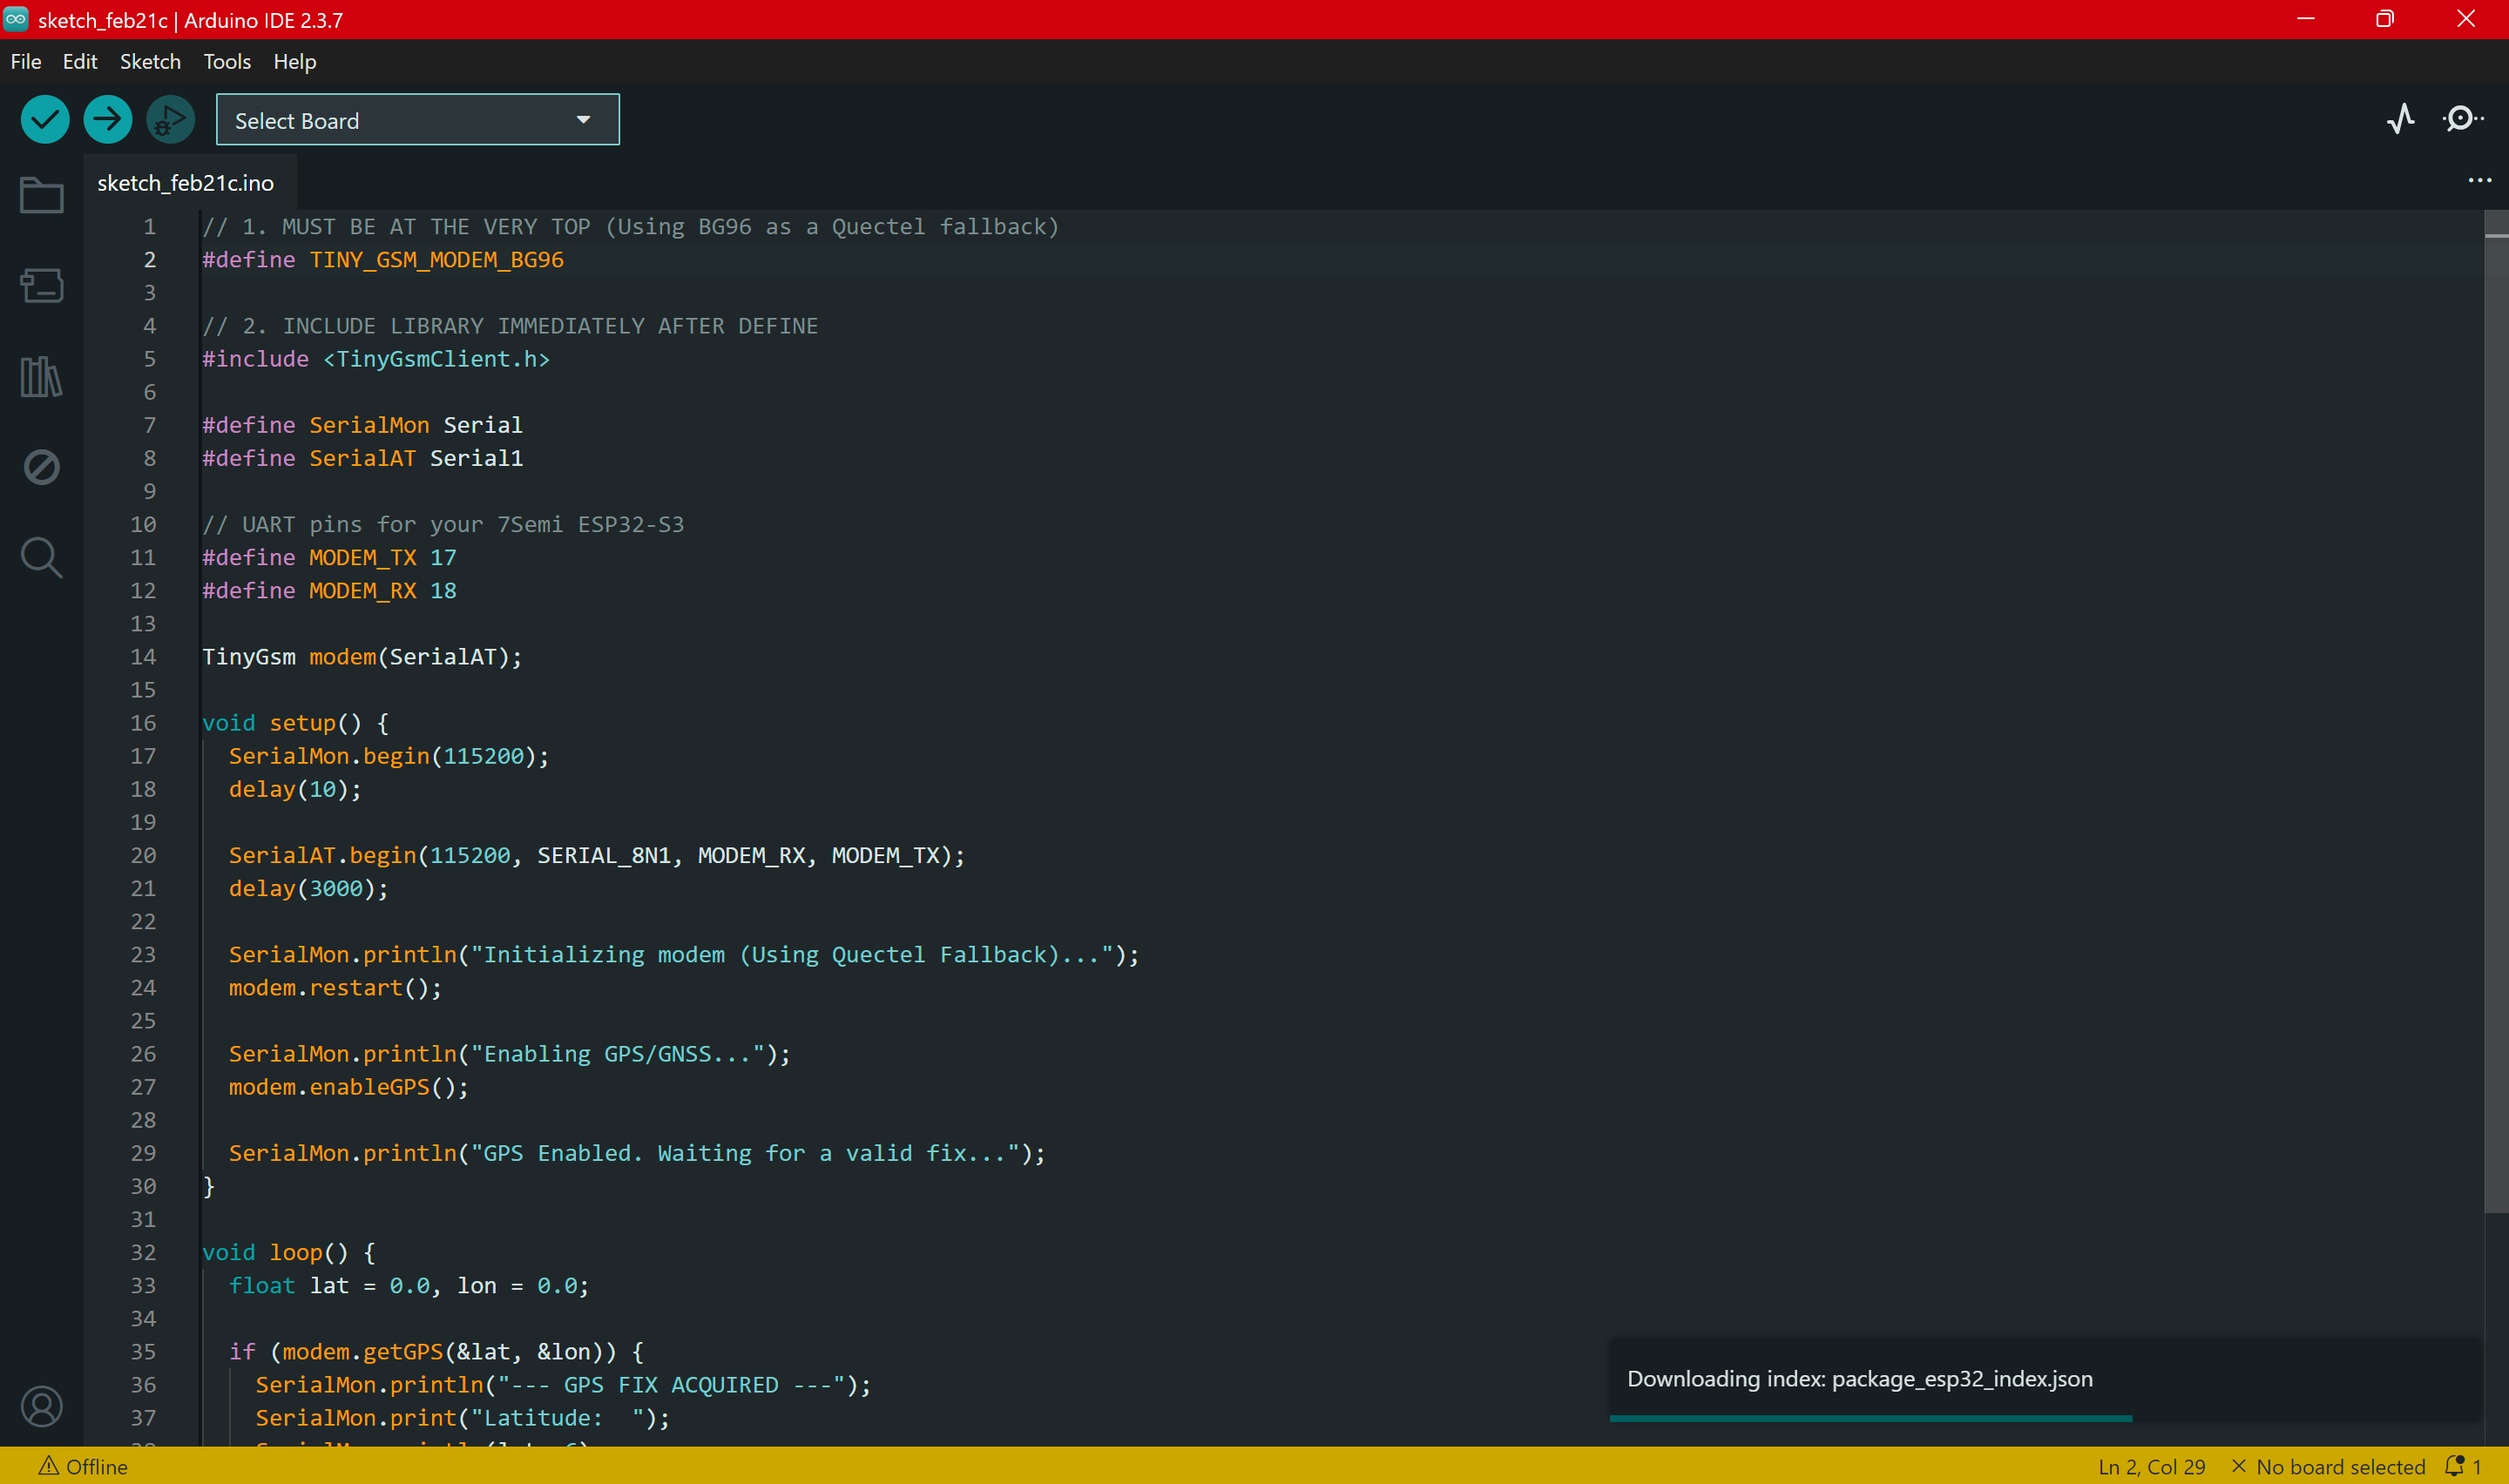 sketch_feb21c | Arduino IDE 2.3.7
File Edit Sketch Tools Help
Select Board
sketch_feb21c.ino
1 // 1. MUST BE AT THE VERY TOP (Using BG96 as a Quectel fallback)
2 #define TINY_GSM_MODEM_BG96
3
4 // 2. INCLUDE LIBRARY IMMEDIATELY AFTER DEFINE
5 #include <TinyGsmClient.h>
6
7 #define SerialMon Serial
8 #define SerialAT Serial1
9
10 // UART pins for your 7Semi ESP32-S3
11 #define MODEM_TX 17
12 #define MODEM_RX 18
13
14 TinyGsm modem(SerialAT);
15
16 void setup() {
17 SerialMon.begin(115200);
18 delay(10);
19
20 SerialAT.begin(115200, SERIAL_8N1, MODEM_RX, MODEM_TX);
21 delay(3000);
22
23 SerialMon.println("Initializing modem (Using Quectel Fallback)...");
24 modem.restart();
25
26 SerialMon.println("Enabling GPS/GNSS...");
27 modem.enableGPS();
28
29 SerialMon.println("GPS Enabled. Waiting for a valid fix...");
30 }
31
32 void loop() {
33 float lat = 0.0, lon = 0.0;
34
35 if (modem.getGPS(&lat, &lon)) {
36 SerialMon.println("--- GPS FIX ACQUIRED ---");
37 SerialMon.print("Latitude:  ");
Downloading index: package_esp32_index.json
Offline
Ln 2, Col 29 No board selected 1